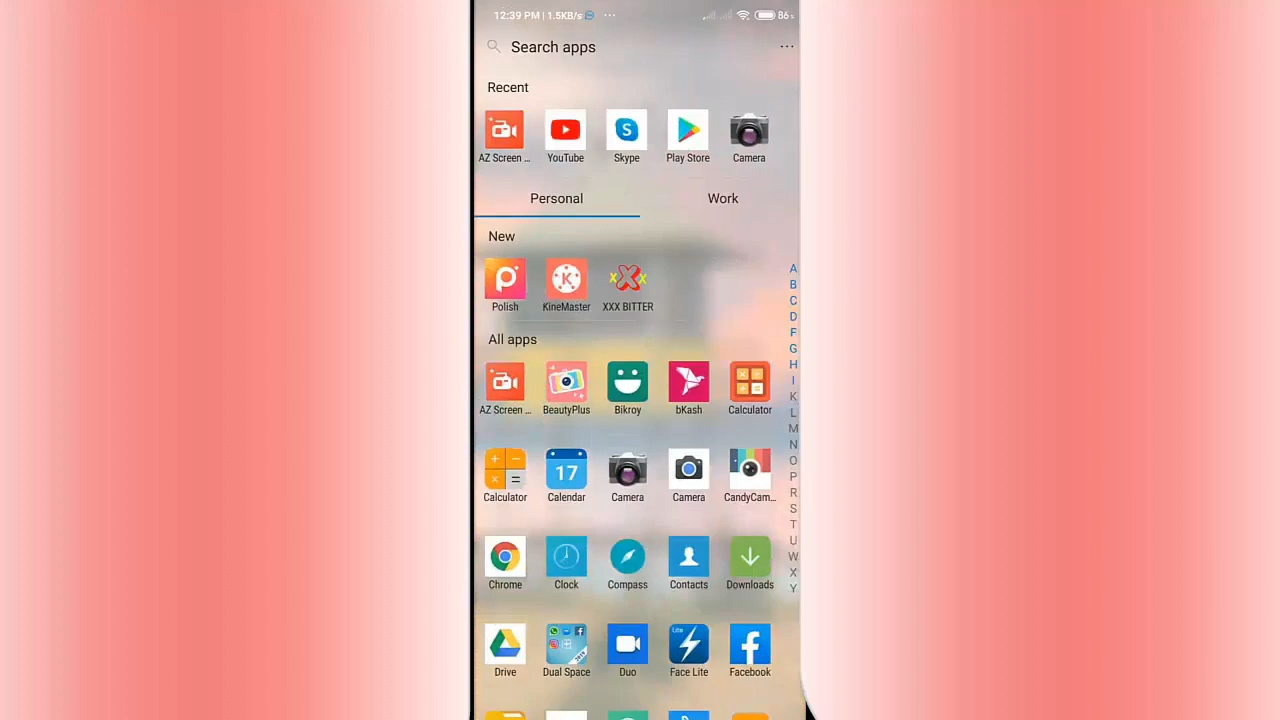 12:39 PM | 1.5KB/s ... 86%
Search apps ...
Recent
AZ Screen ... YouTube Skype Play Store Camera
Personal Work
New
Polish KineMaster XXX BITTER
All apps
AZ Screen ... BeautyPlus Bikroy bKash Calculator
Calculator Calendar Camera Camera CandyCam...
17
Chrome Clock Compass Contacts Downloads
Drive Dual Space Duo Face Lite Facebook
Lite
A
B
C
D
F
G
H
I
K
L
M
N
O
P
R
S
T
U
W
X
Y